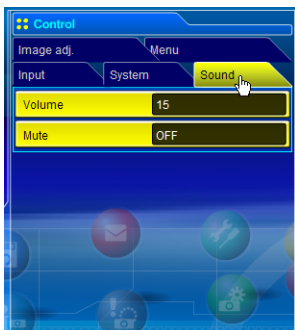 Control
Image adj. Menu
Input System Sound
Volume 15
Mute OFF